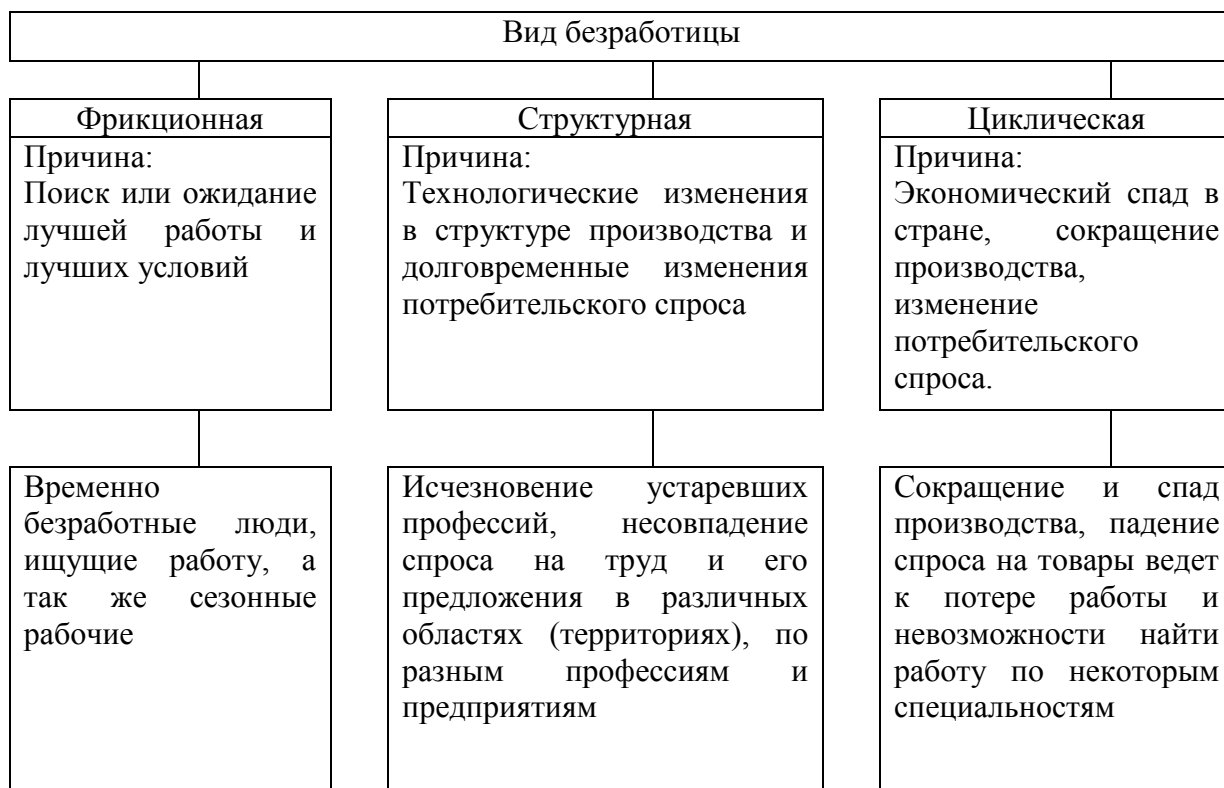 Вид безработицы
Фрикционная
Причина:
Поиск или ожидание
лучшей работы и
лучших условий
Структурная
Причина:
Технологические изменения
в структуре производства и
долговременные изменения
потребительского спроса
Циклическая
Причина:
Экономический спад в
стране, сокращение
производства,
изменение
потребительского
спроса.
Временно
безработные люди,
ищущие работу, а
так же сезонные
рабочие
Исчезновение устаревших
профессий, несовпадение
спроса на труд и его
предложения в различных
областях (территориях), по
разным профессиям и
предприятиям
Сокращение и спад
производства, падение
спроса на товары ведет
к потере работы и
невозможности найти
работу по некоторым
специальностям